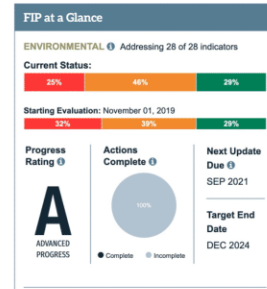 FIP at a Glance
ENVIRONMENTAL Addressing 28 of 28 indicators
Current Status:
25% 46% 29%
Starting Evaluation: November 01, 2019
32% 39% 29%
Progress
Rating
A
ADVANCED
PROGRESS
Actions
Complete
100%
Complete Incomplete
Next Update
Due
SEP 2021
Target End
Date
DEC 2024